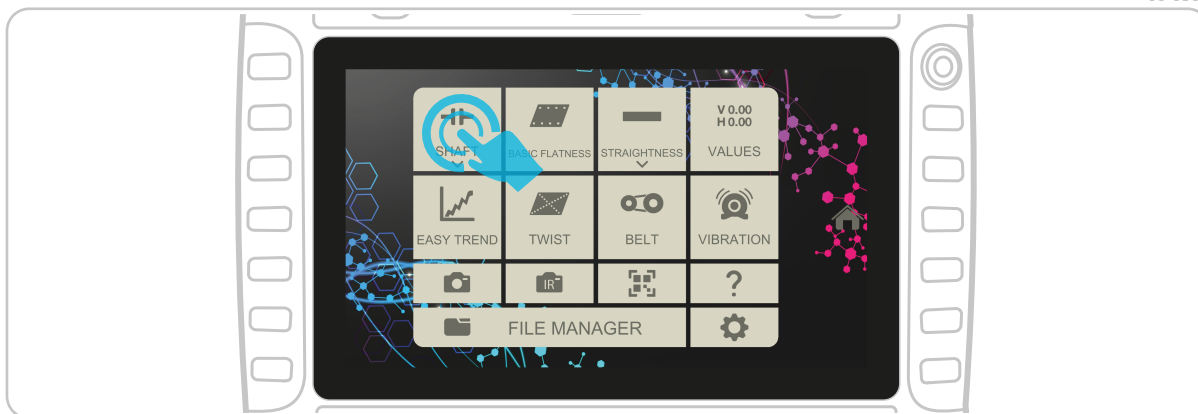 V 0.00
H 0.00
SHAFT
BASIC FLATNESS
STRAIGHTNESS
VALUES
EASY TREND
TWIST
BELT
VIBRATION
IR
?
FILE MANAGER